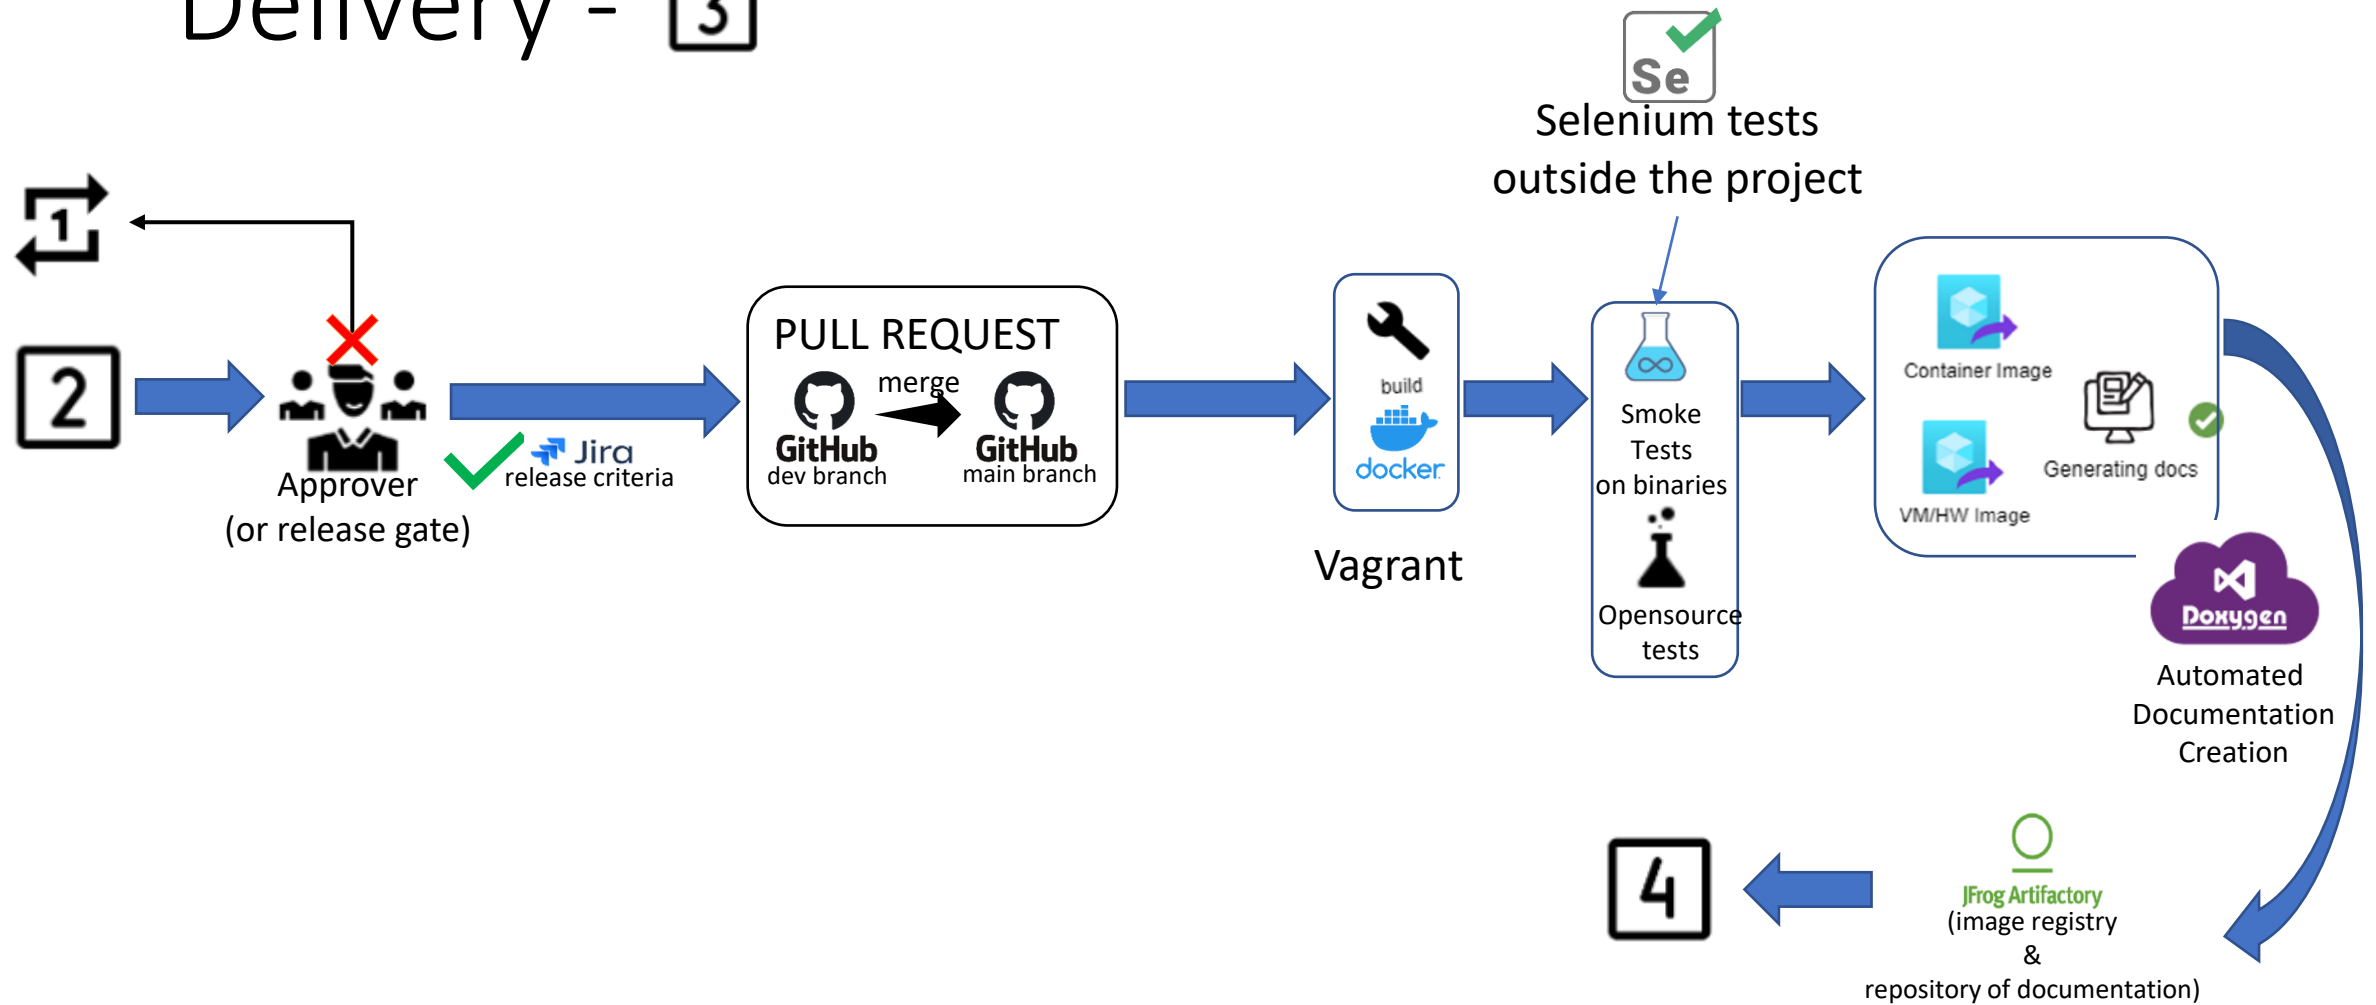 Delivery - 3
Se
Selenium tests
outside the project
1
2
Approver
(or release gate)
Jira
release criteria
PULL REQUEST
merge
GitHub
dev branch
GitHub
main branch
build
docker
Vagrant
Smoke
Tests
on binaries
Opensource
tests
Container Image
VM/HW Image
Generating docs
Doxygen
Automated
Documentation
Creation
JFrog Artifactory
(image registry
&
repository of documentation)
4